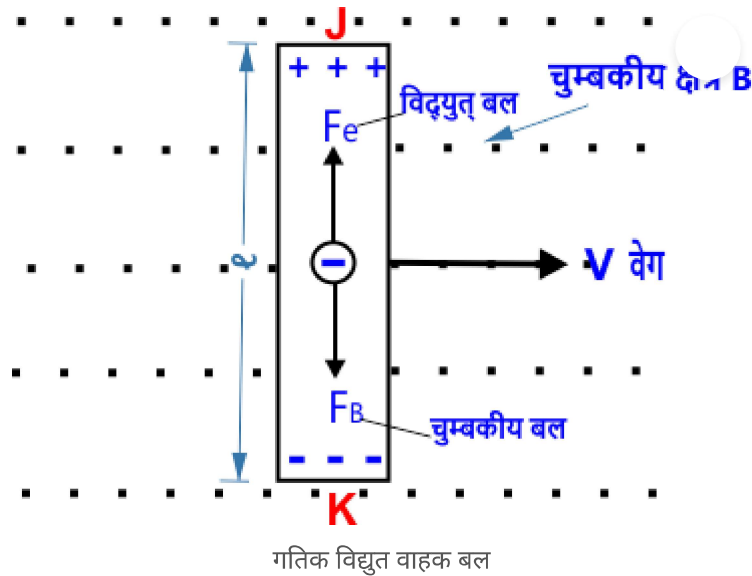 J
+ + +
चुम्बकीय B
विद्युत् बल
Fe
ℓ
−
V वेग
FB
चुम्बकीय बल
- - -
K
गतिक विद्युत वाहक बल